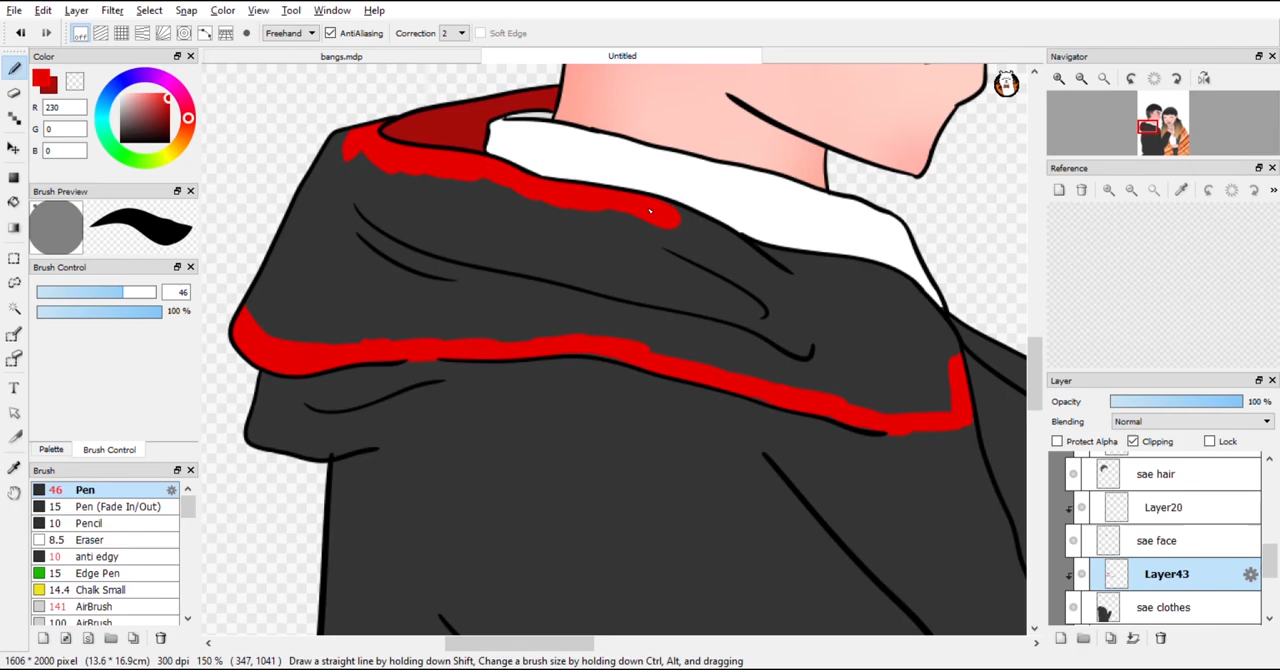 File Edit Layer Filter Select Snap Color View Tool Window Help
off Freehand AntiAliasing Correction 2 Soft Edge
Color
bangs.mdp
Untitled
Navigator
R 230
G 0
B 0
Reference
Brush Preview
Brush Control
46
100 %
Layer
Opacity 100 %
Blending Normal
Protect Alpha Clipping Lock
Palette Brush Control
Brush
46 Pen
15 Pen (Fade In/Out)
10 Pencil
8.5 Eraser
10 anti edgy
15 Edge Pen
14.4 Chalk Small
141 AirBrush
100 AirBrush
sae hair
Layer20
sae face
Layer43
sae clothes
T
1606 * 2000 pixel (13.6 * 16.9cm) 300 dpi 150 % ( 347, 1041) Draw a straight line by holding down Shift, Change a brush size by holding down Ctrl, Alt, and dragging